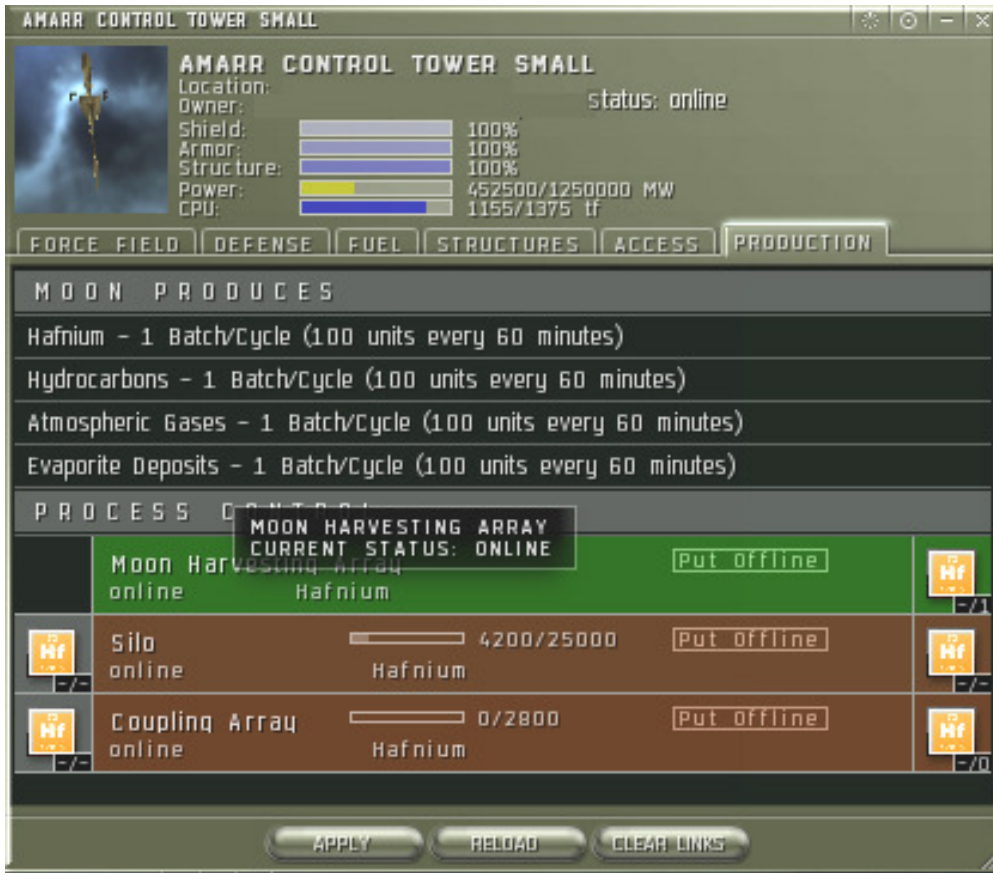 AMARR CONTROL TOWER SMALL
AMARR CONTROL TOWER SMALL
Location:
Owner:
status: online
Shield: 100%
Armor: 100%
Structure: 100%
Power: 452500/1250000 MW
CPU: 1155/1375 tf
FORCE FIELD DEFENSE FUEL STRUCTURES ACCESS PRODUCTION
MOON PRODUCES
Hafnium - 1 Batch/Cycle (100 units every 60 minutes)
Hydrocarbons - 1 Batch/Cycle (100 units every 60 minutes)
Atmospheric Gases - 1 Batch/Cycle (100 units every 60 minutes)
Evaporite Deposits - 1 Batch/Cycle (100 units every 60 minutes)
PROCESS CONTROL
MOON HARVESTING ARRAY
CURRENT STATUS: ONLINE
Moon Harvesting Array Put Offline Hf
online Hafnium -/1
Hf Silo 4200/25000 Put Offline Hf
-/- online Hafnium -/-
Hf Coupling Array 0/2800 Put Offline Hf
-/- online Hafnium -/0
APPLY RELOAD CLEAR LINKS